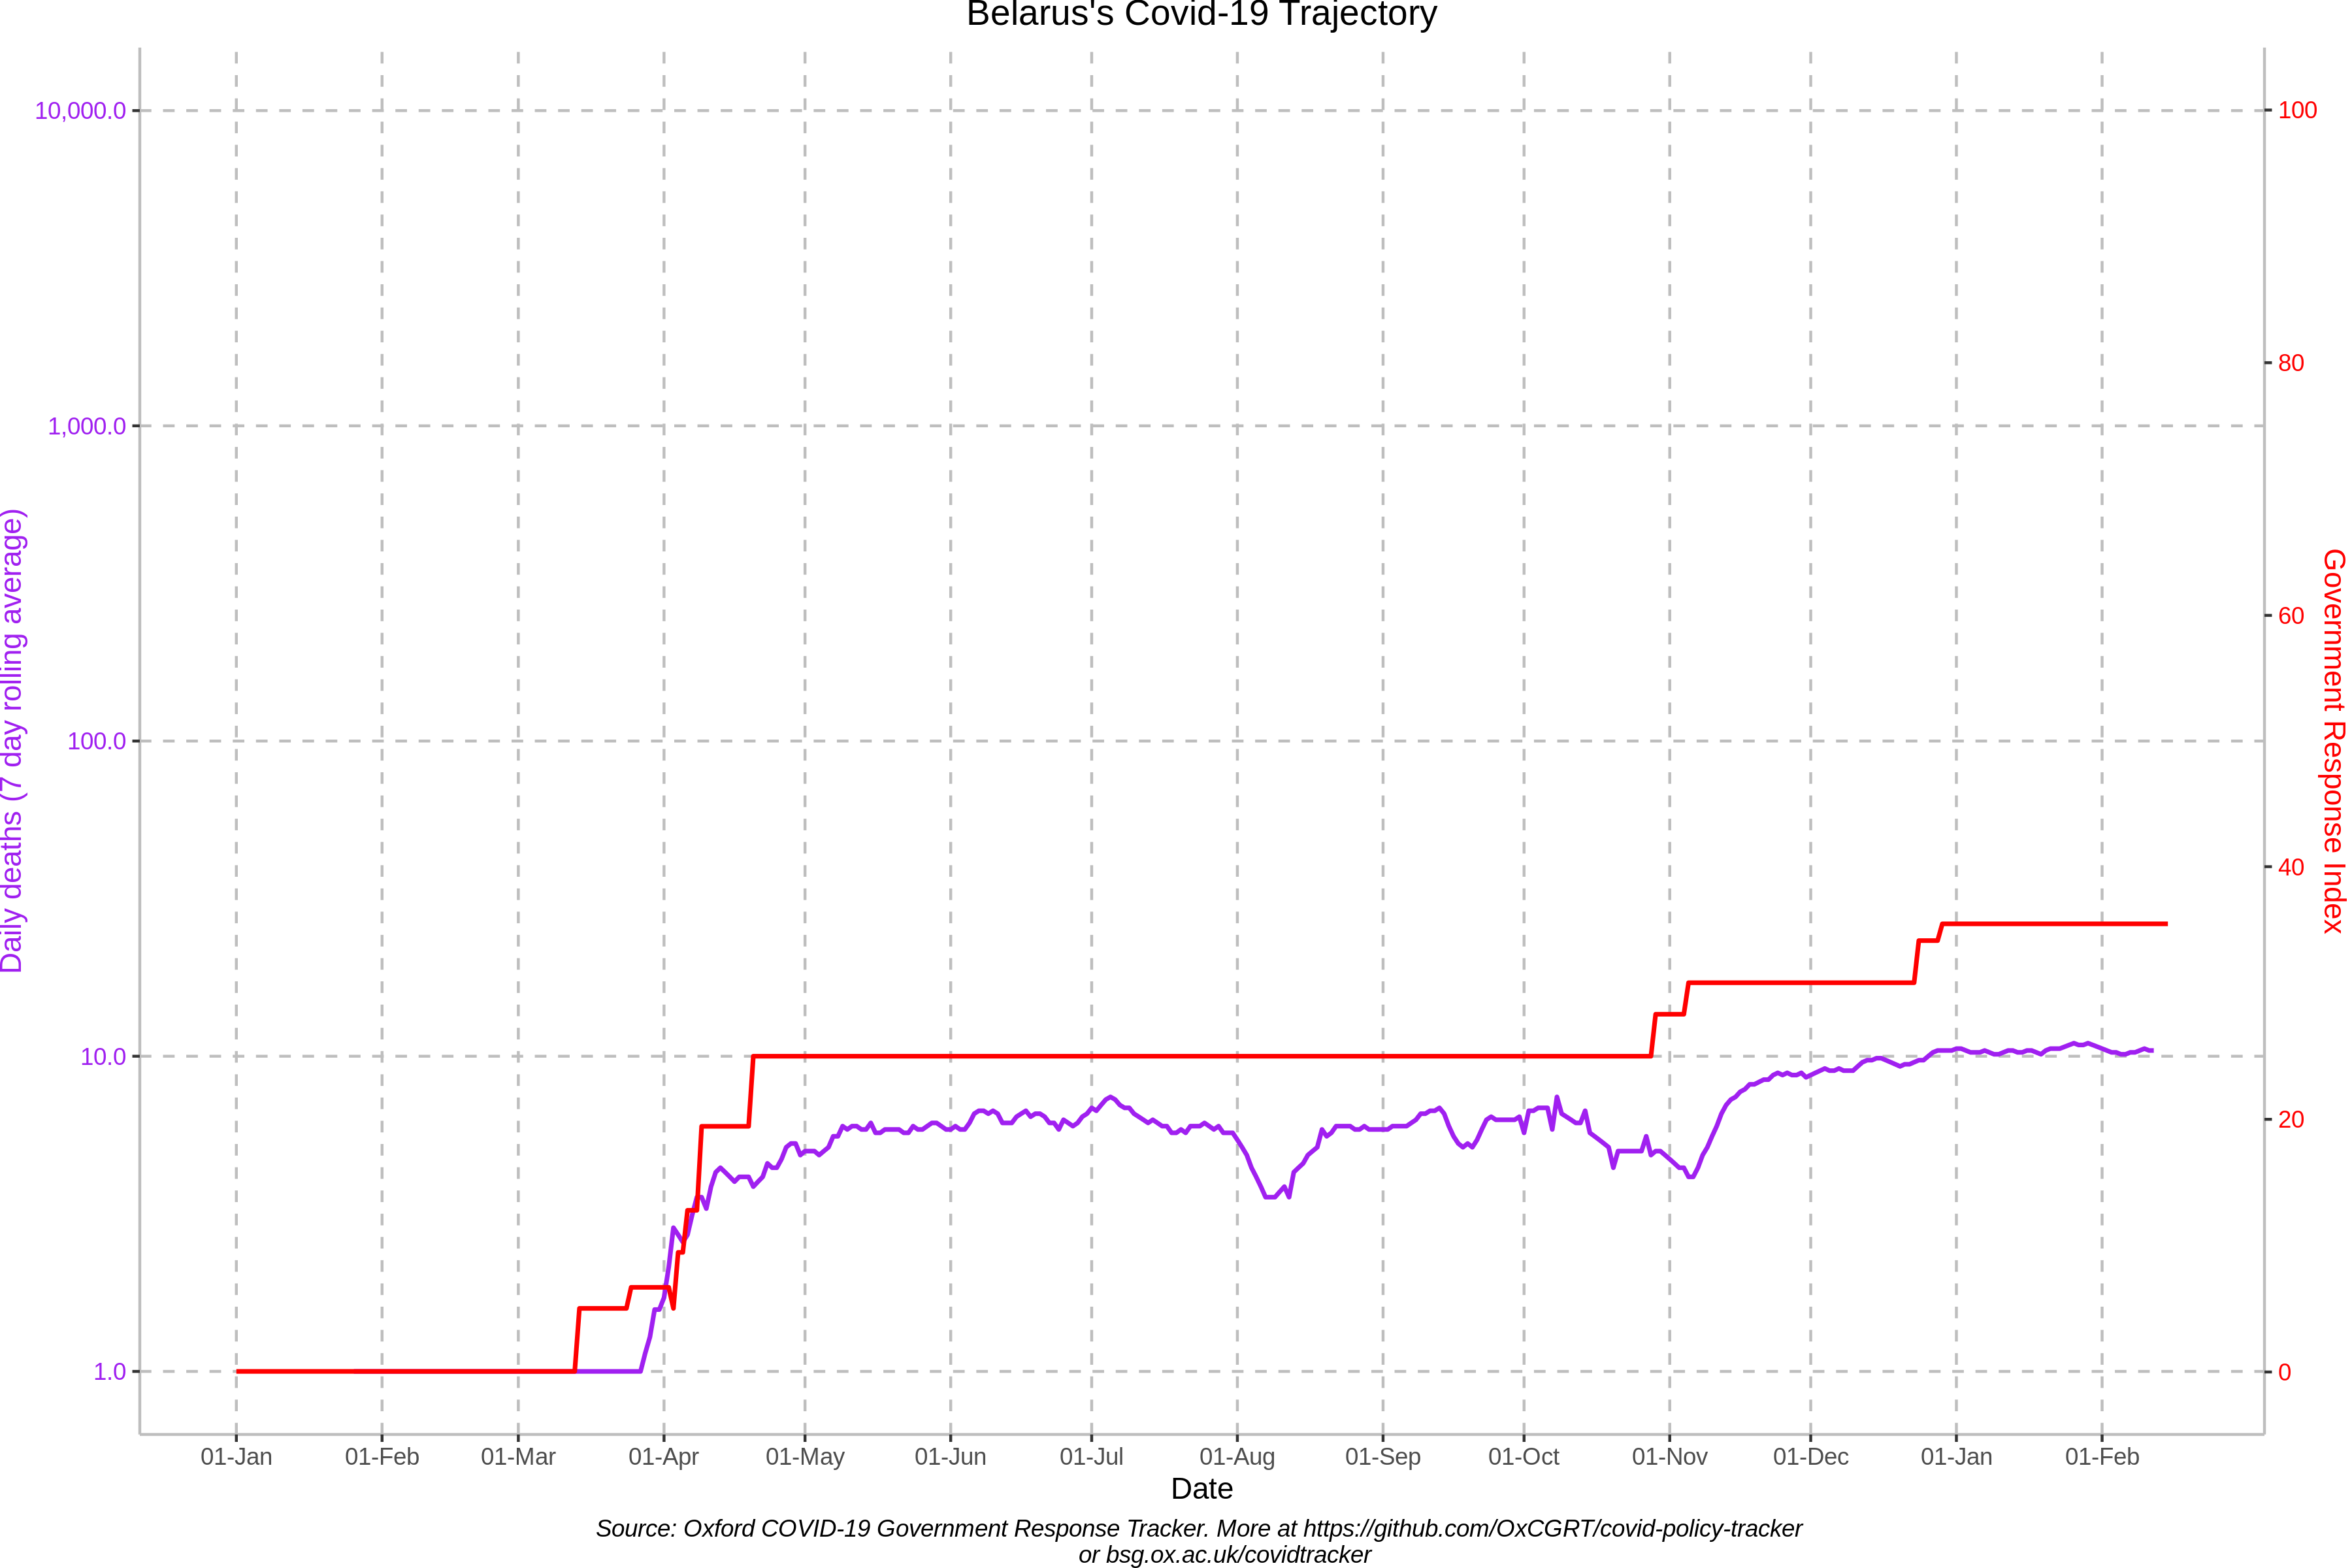 Belarus's Covid-19 Trajectory
10,000.0
1,000.0
100.0
10.0
1.0
Daily deaths (7 day rolling average)
100
80
60
40
20
0
Government Response Index
01-Jan
01-Feb
01-Mar
01-Apr
01-May
01-Jun
01-Jul
01-Aug
01-Sep
01-Oct
01-Nov
01-Dec
01-Jan
01-Feb
Date
Source: Oxford COVID-19 Government Response Tracker. More at https://github.com/OxCGRT/covid-policy-tracker
or bsg.ox.ac.uk/covidtracker